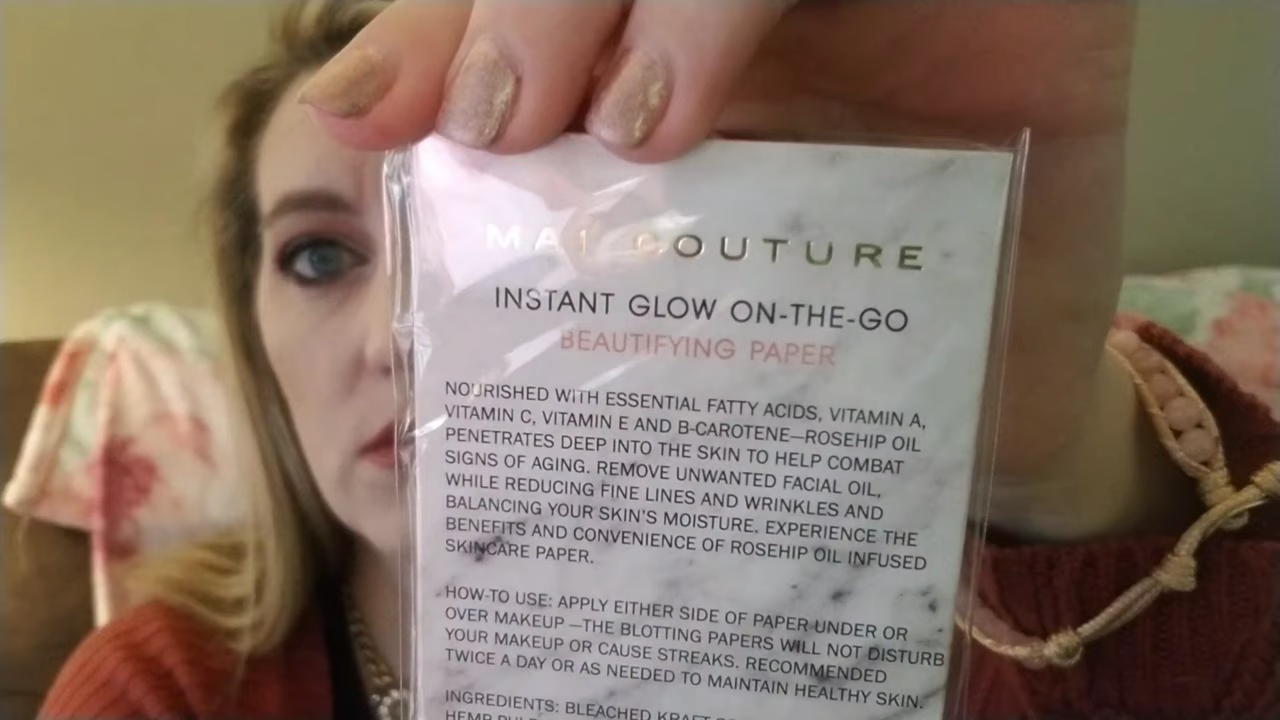 MAI COUTURE
INSTANT GLOW ON-THE-GO
BEAUTIFYING PAPER
NOURISHED WITH ESSENTIAL FATTY ACIDS, VITAMIN A,
VITAMIN C, VITAMIN E AND B-CAROTENE—ROSEHIP OIL
PENETRATES DEEP INTO THE SKIN TO HELP COMBAT
SIGNS OF AGING. REMOVE UNWANTED FACIAL OIL,
WHILE REDUCING FINE LINES AND WRINKLES AND
BALANCING YOUR SKIN'S MOISTURE. EXPERIENCE THE
BENEFITS AND CONVENIENCE OF ROSEHIP OIL INFUSED
SKINCARE PAPER.
HOW-TO USE: APPLY EITHER SIDE OF PAPER UNDER OR
OVER MAKEUP —THE BLOTTING PAPERS WILL NOT DISTURB
YOUR MAKEUP OR CAUSE STREAKS. RECOMMENDED
TWICE A DAY OR AS NEEDED TO MAINTAIN HEALTHY SKIN.
INGREDIENTS: BLEACHED KRAFT
HEMP